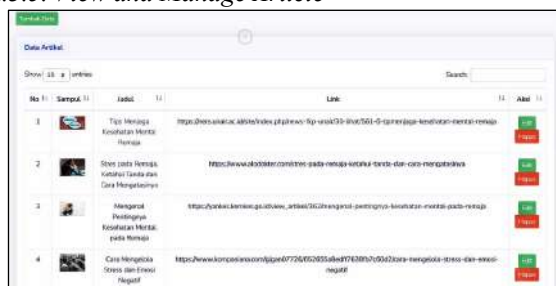 View and Manage Article
Tambah Data
Data Artikel
Show 10 entries
Search:
No Sampul Judul Link Aksi
1 Tips Menjaga Kesehatan Mental Remaja
Edit
Hapus
2 Stres pada Remaja, Ketahui Tanda dan Cara Mengatasinya https://www.alodokter.com/stres-pada-remaja-ketahui-tanda-dan-cara-mengatasinya
Edit
Hapus
3 Mengenal Pentingnya Kesehatan Mental pada Remaja
Edit
Hapus
4 Cara Mengelola Stress dan Emosi Negatif
Edit
Hapus